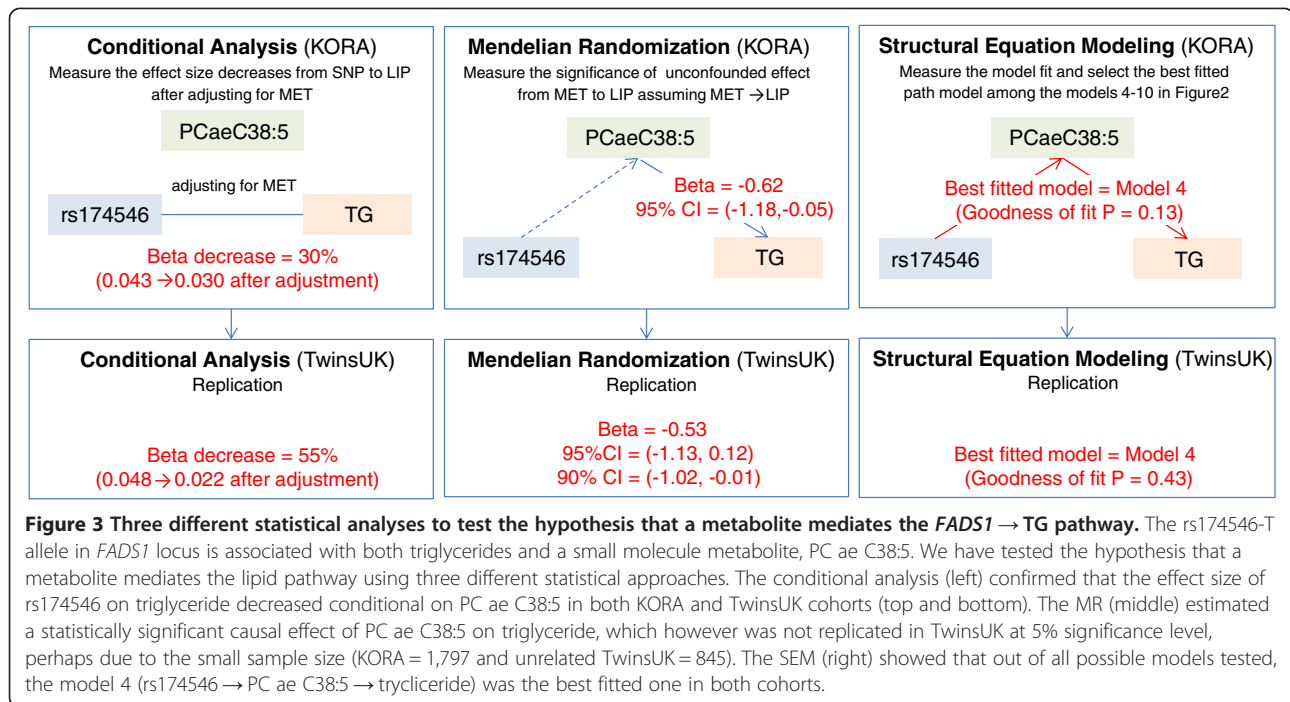 Conditional Analysis (KORA)
Measure the effect size decreases from SNP to LIP
after adjusting for MET
PCaeC38:5
adjusting for MET
rs174546
TG
Beta decrease = 30%
(0.043 → 0.030 after adjustment)
Mendelian Randomization (KORA)
Measure the significance of unconfounded effect
from MET to LIP assuming MET → LIP
PCaeC38:5
Beta = -0.62
95% CI = (-1.18,-0.05)
rs174546
TG
Structural Equation Modeling (KORA)
Measure the model fit and select the best fitted
path model among the models 4-10 in Figure2
PCaeC38:5
Best fitted model = Model 4
(Goodness of fit P = 0.13)
rs174546
TG
Conditional Analysis (TwinsUK)
Replication
Beta decrease = 55%
(0.048 → 0.022 after adjustment)
Mendelian Randomization (TwinsUK)
Replication
Beta = -0.53
95%CI = (-1.13, 0.12)
90% CI = (-1.02, -0.01)
Structural Equation Modeling (TwinsUK)
Replication
Best fitted model = Model 4
(Goodness of fit P = 0.43)
Figure 3 Three different statistical analyses to test the hypothesis that a metabolite mediates the FADS1 → TG pathway. The rs174546-T
allele in FADS1 locus is associated with both triglycerides and a small molecule metabolite, PC ae C38:5. We have tested the hypothesis that a
metabolite mediates the lipid pathway using three different statistical approaches. The conditional analysis (left) confirmed that the effect size of
rs174546 on triglyceride decreased conditional on PC ae C38:5 in both KORA and TwinsUK cohorts (top and bottom). The MR (middle) estimated
a statistically significant causal effect of PC ae C38:5 on triglyceride, which however was not replicated in TwinsUK at 5% significance level,
perhaps due to the small sample size (KORA = 1,797 and unrelated TwinsUK = 845). The SEM (right) showed that out of all possible models tested,
the model 4 (rs174546 → PC ae C38:5 → trycliceride) was the best fitted one in both cohorts.